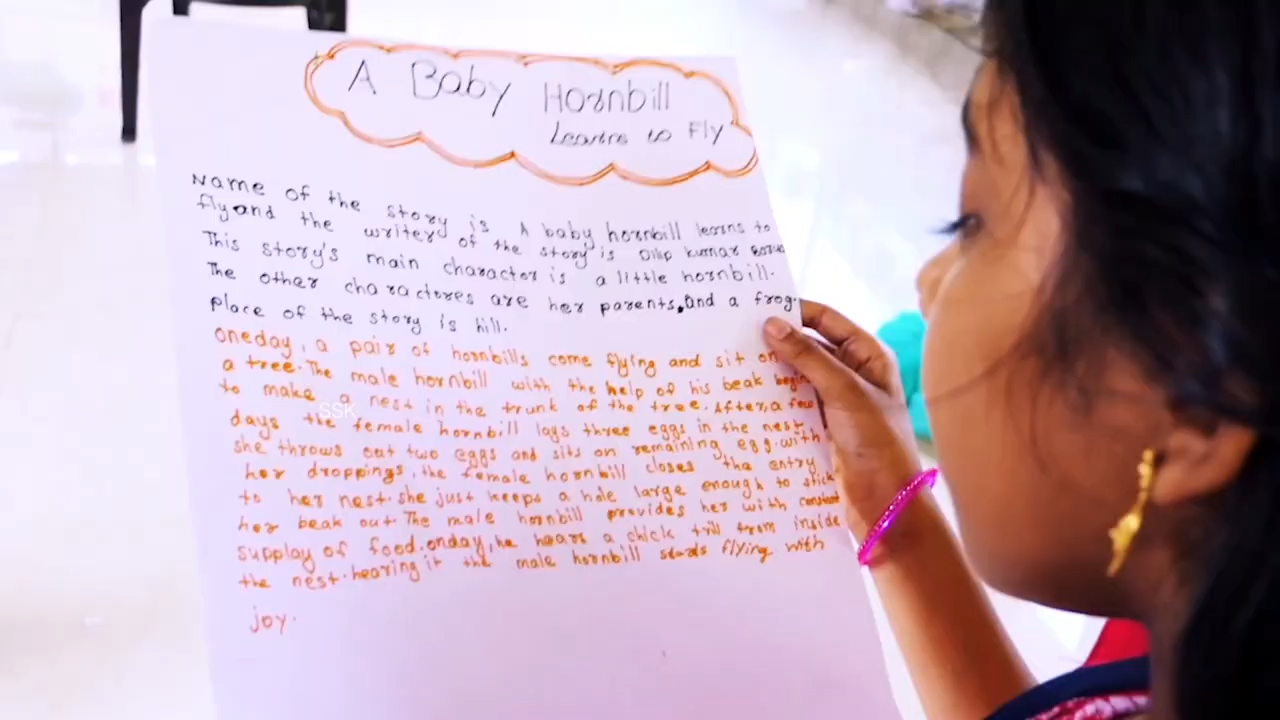 A Baby Hornbill
Learns to Fly
Name of the story is A baby hornbill learns to
fly and the writer of the story is Dilip kumar
This story's main charactor is a little hornbill.
The other charactores are her parents, and a frog.
place of the story is hill.
oneday, a pair of hornbills come flying and sit on
a tree. The male hornbill with the help of his beak begins
to make a nest in the trunk of the tree. After, a few
days the female hornbill lays three eggs in the nest
she throws out two eggs and sits on remaining egg. with
her droppings, the female hornbill closes the entry
to her nest. she just keeps a hole large enough to stick
her beak out. The male hornbill provides her with constant
supplay of food. onday, he hears a chick trill from inside
the nest. hearing it the male hornbill starts flying with
joy.
SSK